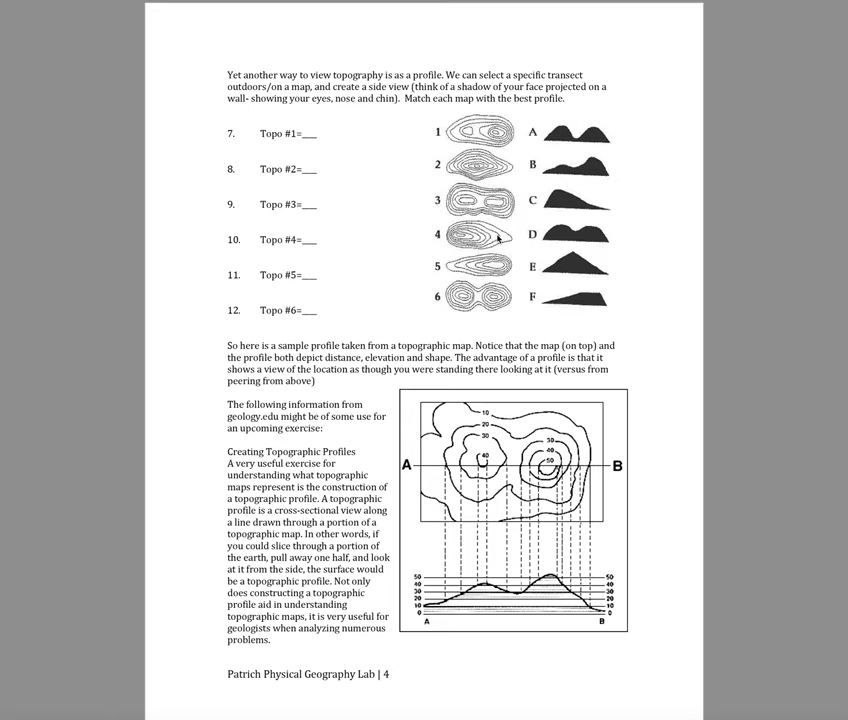 Yet another way to view topography is as a profile. We can select a specific transect
outdoors/on a map, and create a side view (think of a shadow of your face projected on a
wall- showing your eyes, nose and chin). Match each map with the best profile.
7. Topo #1=___
8. Topo #2=___
9. Topo #3=___
10. Topo #4=___
11. Topo #5=___
12. Topo #6=___
1 A
2 B
3 C
4 D
5 E
6 F
So here is a sample profile taken from a topographic map. Notice that the map (on top) and
the profile both depict distance, elevation and shape. The advantage of a profile is that it
shows a view of the location as though you were standing there looking at it (versus from
peering from above)
The following information from
geology.edu might be of some use for
an upcoming exercise:
Creating Topographic Profiles
A very useful exercise for
understanding what topographic
maps represent is the construction of
a topographic profile. A topographic
profile is a cross-sectional view along
a line drawn through a portion of a
topographic map. In other words, if
you could slice through a portion of
the earth, pull away one half, and look
at it from the side, the surface would
be a topographic profile. Not only
does constructing a topographic
profile aid in understanding
topographic maps, it is very useful for
geologists when analyzing numerous
problems.
10
20
30 30
40 40
50
A B
50 50
40 40
30 30
20 20
10 10
0 0
A B
Patrich Physical Geography Lab | 4